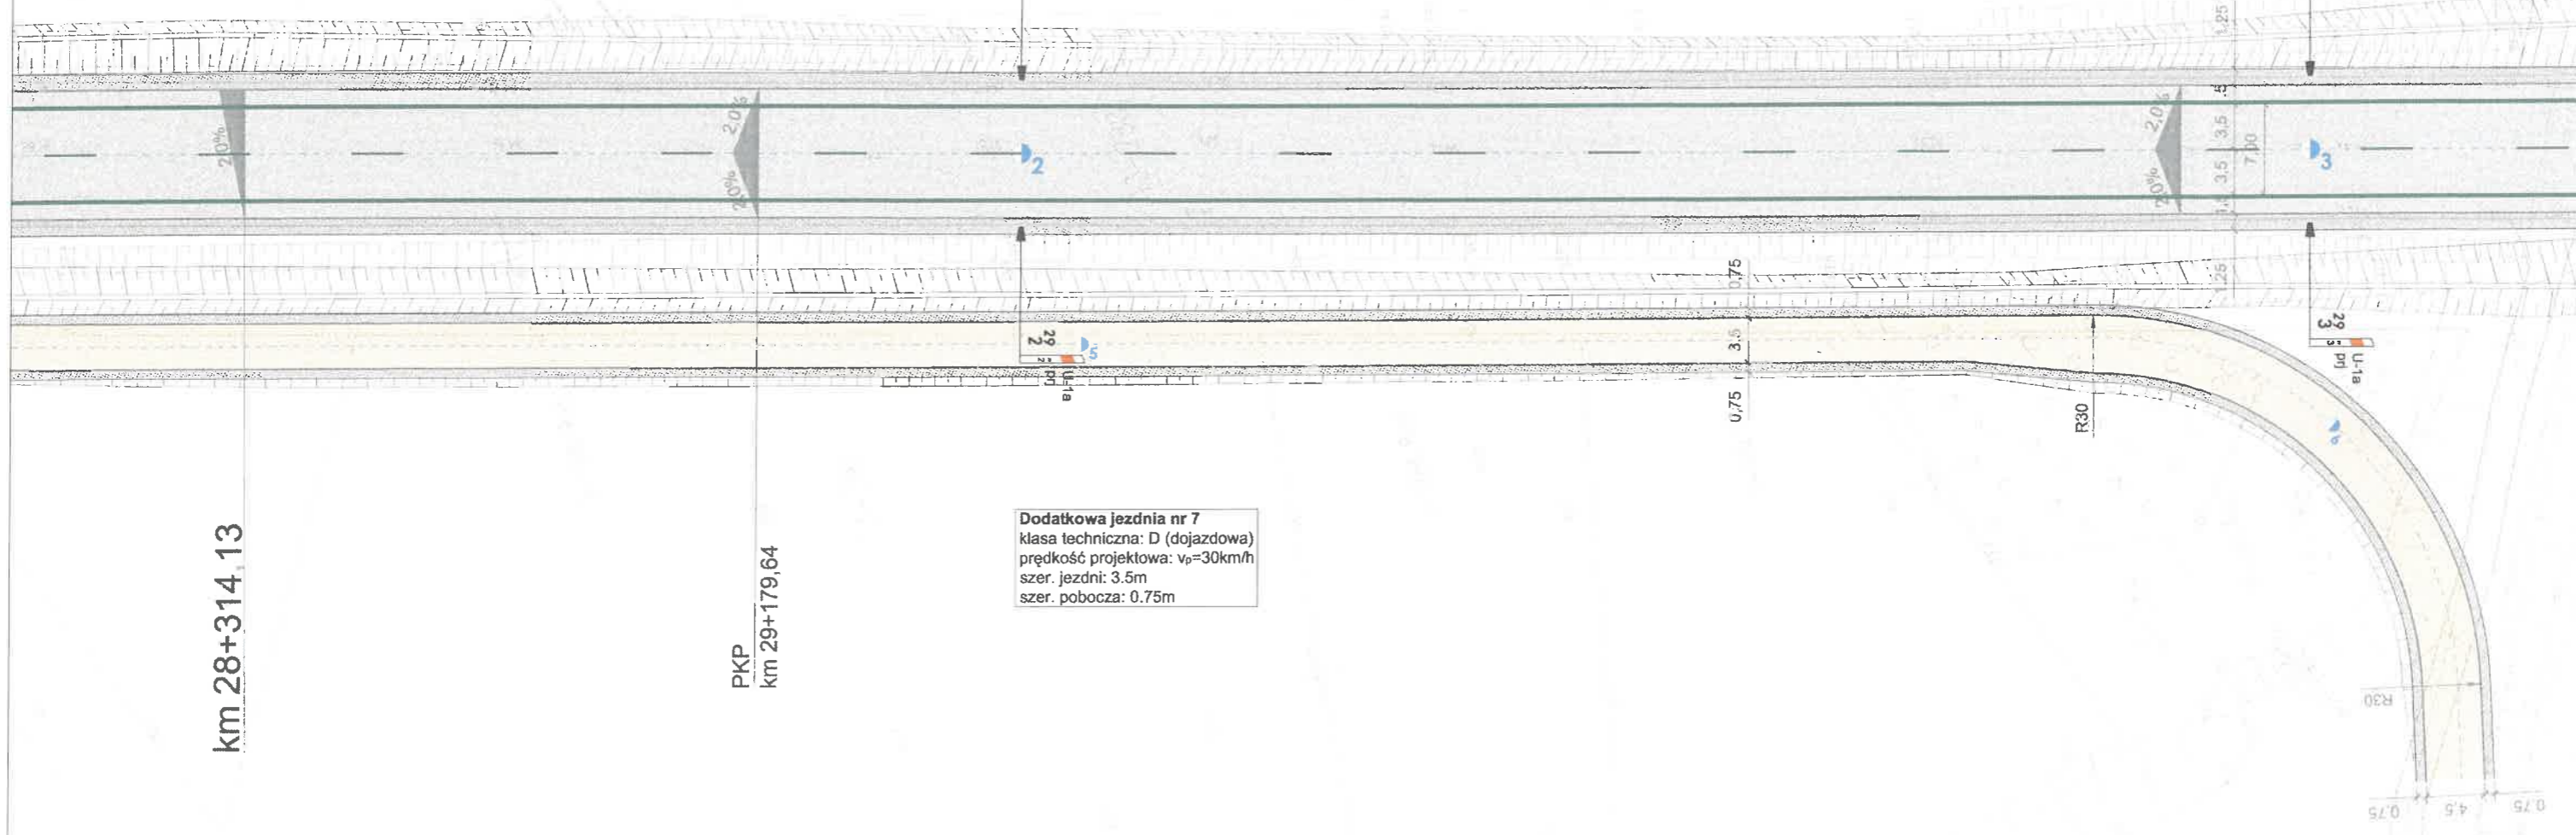 1,25
2,0%
2,0%
2,0%
2
2,0%
2,0%
3,5
3,5
7,00
3
1,25
0,75
3,5
0,75
29
2
U-1a
prj
5
29
3
U-1a
prj
R30
6
km 28+314,13
PKP
km 29+179,64
Dodatkowa jezdnia nr 7
klasa techniczna: D (dojazdowa)
prędkość projektowa: vp=30km/h
szer. jezdni: 3.5m
szer. pobocza: 0.75m
R30
0.75
4.5
0.75